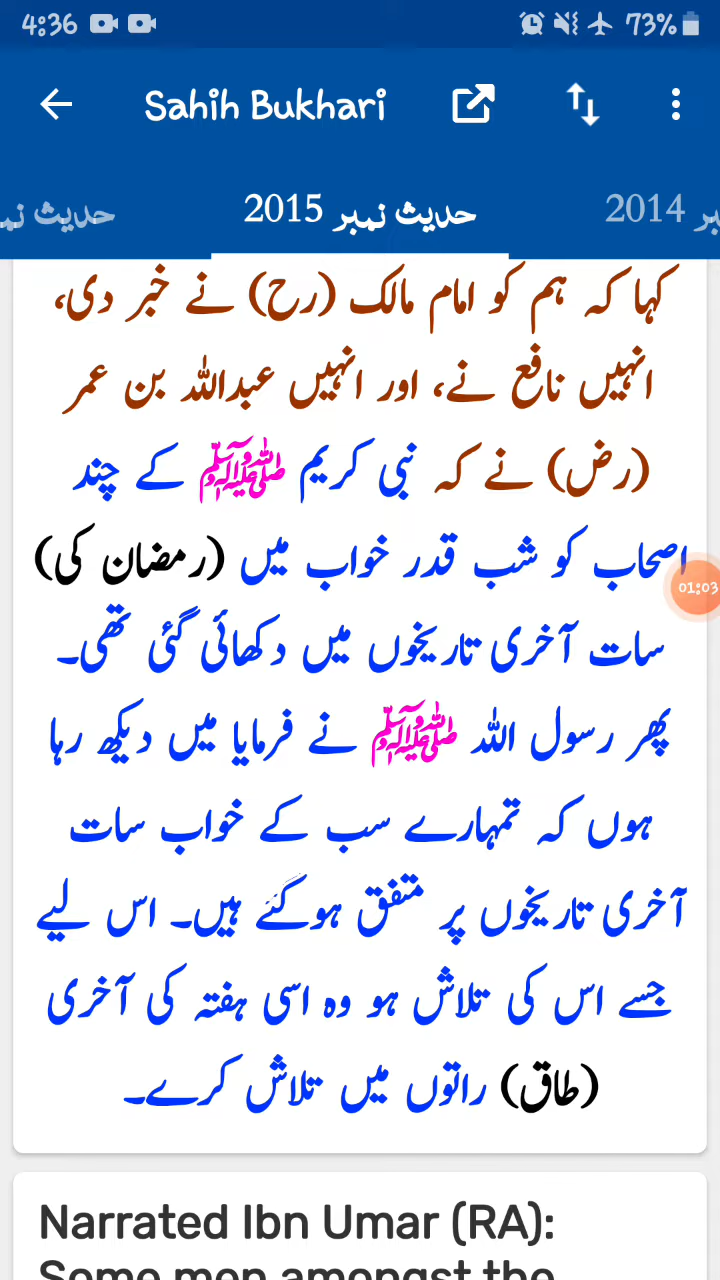 4:36
73%
Sahih Bukhari
حدیث نمبر 2015
2014
کہا کہ ہم کو امام مالک (رح) نے خبر دی،
انہیں نافع نے، اور انہیں عبداللہ بن عمر
(رض) نے کہ نبی کریم ﷺ کے چند
اصحاب کو شب قدر خواب میں (رمضان کی)
سات آخری تاریخوں میں دکھائی گئی تھی۔
پھر رسول اللہ ﷺ نے فرمایا میں دیکھ رہا
ہوں کہ تمہارے سب کے خواب سات
آخری تاریخوں پر متفق ہوگئے ہیں۔ اس لیے
جسے اس کی تلاش ہو وہ اسی ہفتہ کی آخری
(طاق) راتوں میں تلاش کرے۔
01:03
Narrated Ibn Umar (RA):
Some men amongst the